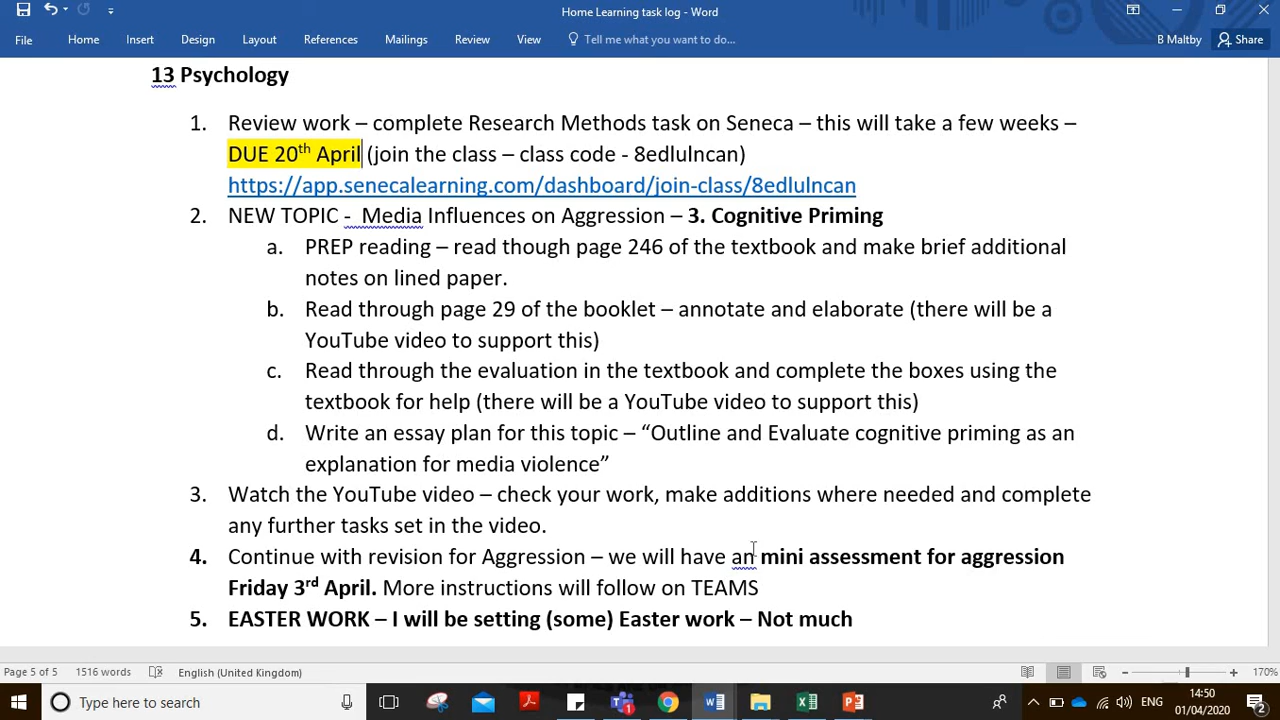 Home Learning task log - Word
File Home Insert Design Layout References Mailings Review View Tell me what you want to do... B Maltby Share
13 Psychology
1. Review work – complete Research Methods task on Seneca – this will take a few weeks –
DUE 20th April (join the class – class code - 8edlulncan)
https://app.senecalearning.com/dashboard/join-class/8edlulncan
2. NEW TOPIC - Media Influences on Aggression – 3. Cognitive Priming
a. PREP reading – read though page 246 of the textbook and make brief additional
notes on lined paper.
b. Read through page 29 of the booklet – annotate and elaborate (there will be a
YouTube video to support this)
c. Read through the evaluation in the textbook and complete the boxes using the
textbook for help (there will be a YouTube video to support this)
d. Write an essay plan for this topic – “Outline and Evaluate cognitive priming as an
explanation for media violence”
3. Watch the YouTube video – check your work, make additions where needed and complete
any further tasks set in the video.
4. Continue with revision for Aggression – we will have an mini assessment for aggression
Friday 3rd April. More instructions will follow on TEAMS
5. EASTER WORK – I will be setting (some) Easter work – Not much
Page 5 of 5 1516 words English (United Kingdom) 170%
Type here to search ENG 14:50
01/04/2020 2